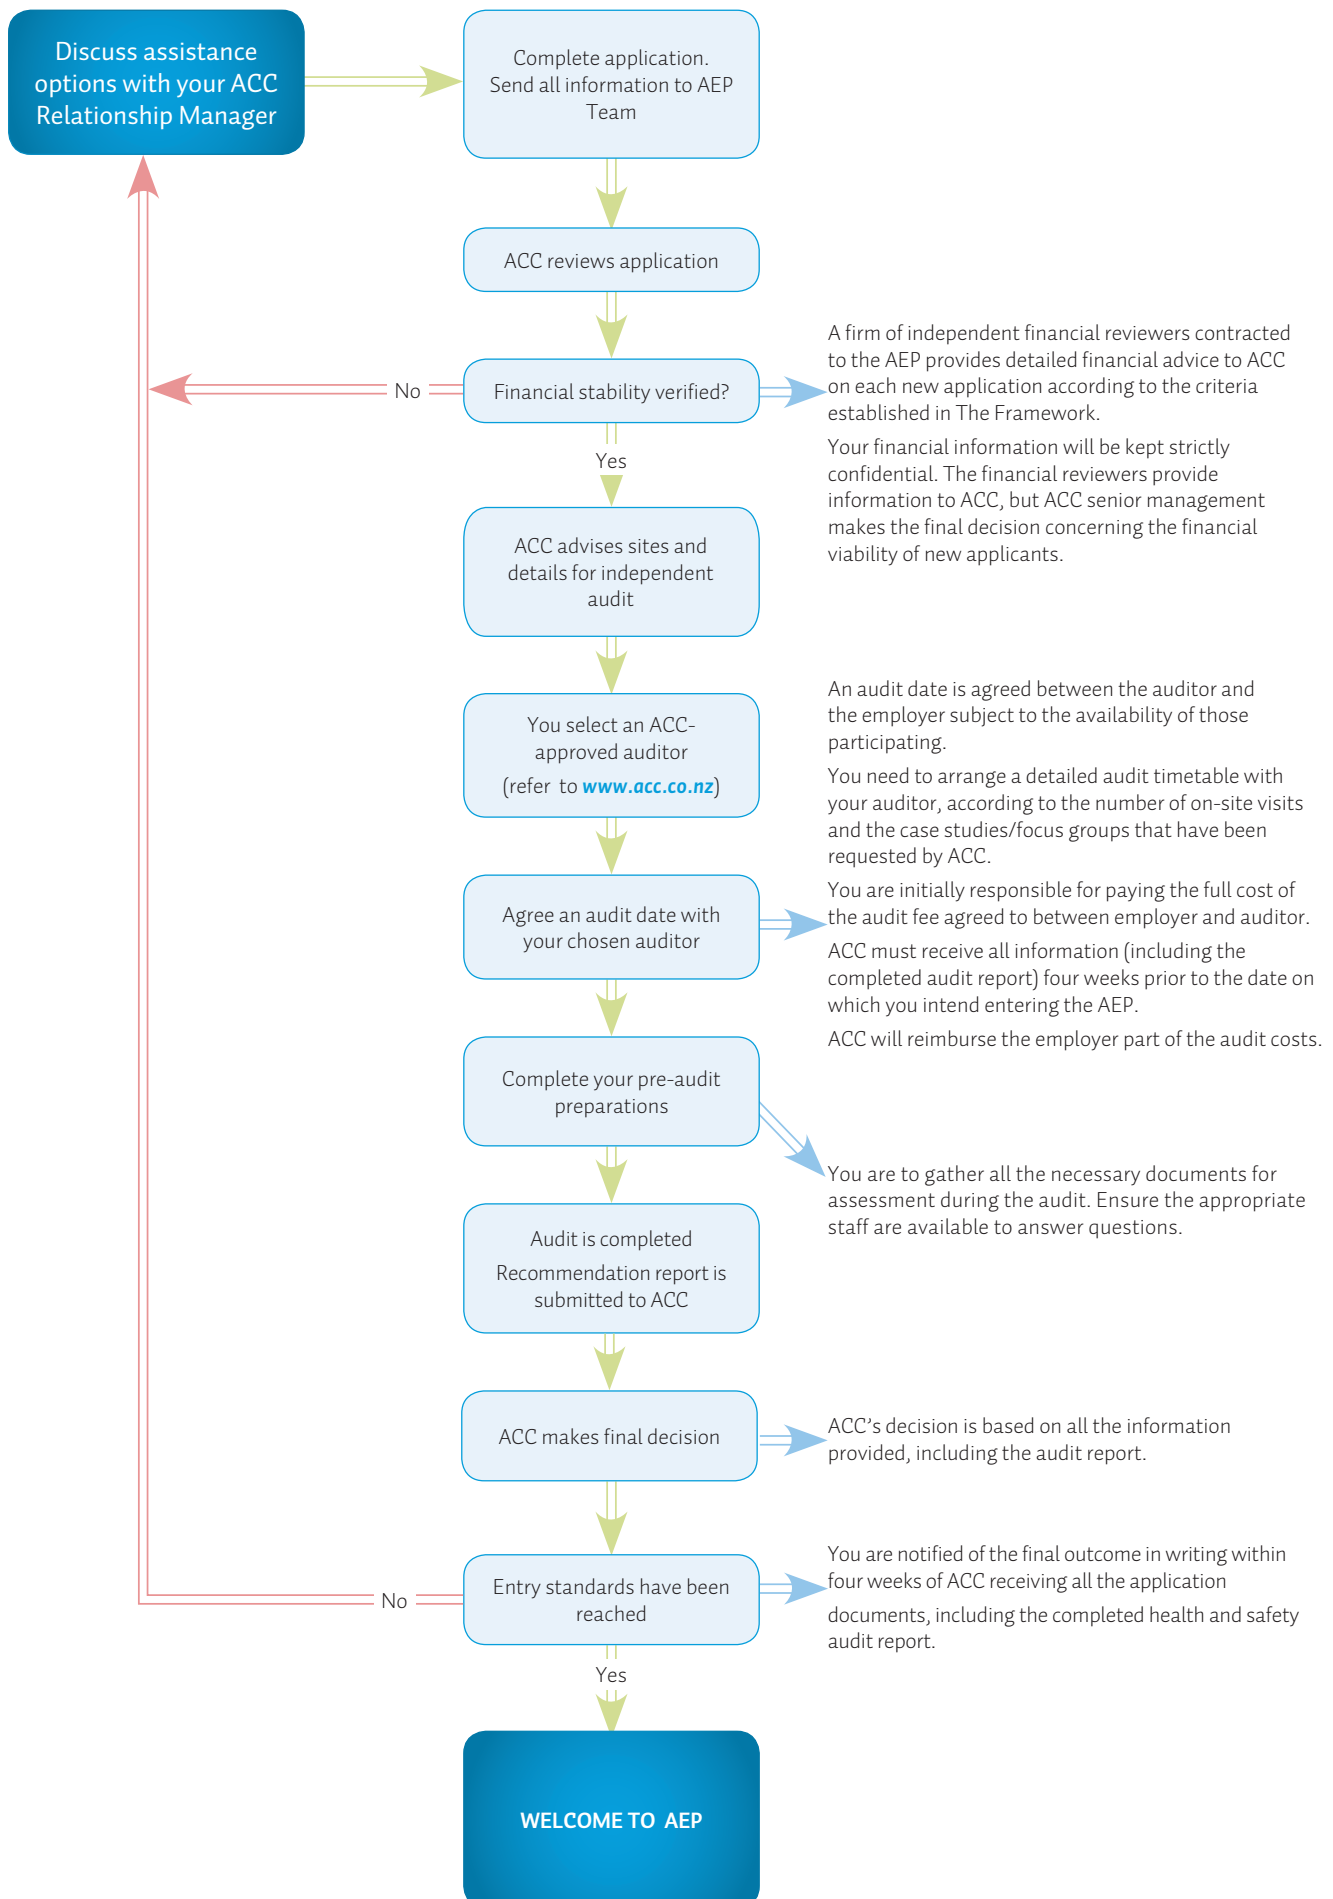 Discuss assistance
options with your ACC
Relationship Manager
Complete application.
Send all information to AEP
Team
ACC reviews application
No
Financial stability verified?
A firm of independent financial reviewers contracted
to the AEP provides detailed financial advice to ACC
on each new application according to the criteria
established in The Framework.
Your financial information will be kept strictly
confidential. The financial reviewers provide
information to ACC, but ACC senior management
makes the final decision concerning the financial
viability of new applicants.
Yes
ACC advises sites and
details for independent
audit
You select an ACC-
approved auditor
(refer to www.acc.co.nz)
An audit date is agreed between the auditor and
the employer subject to the availability of those
participating.
You need to arrange a detailed audit timetable with
your auditor, according to the number of on-site visits
and the case studies/focus groups that have been
requested by ACC.
Agree an audit date with
your chosen auditor
You are initially responsible for paying the full cost of
the audit fee agreed to between employer and auditor.
ACC must receive all information (including the
completed audit report) four weeks prior to the date on
which you intend entering the AEP.
ACC will reimburse the employer part of the audit costs.
Complete your pre-audit
preparations
You are to gather all the necessary documents for
assessment during the audit. Ensure the appropriate
staff are available to answer questions.
Audit is completed
Recommendation report is
submitted to ACC
ACC makes final decision
ACC’s decision is based on all the information
provided, including the audit report.
No
Entry standards have been
reached
You are notified of the final outcome in writing within
four weeks of ACC receiving all the application
documents, including the completed health and safety
audit report.
Yes
WELCOME TO AEP